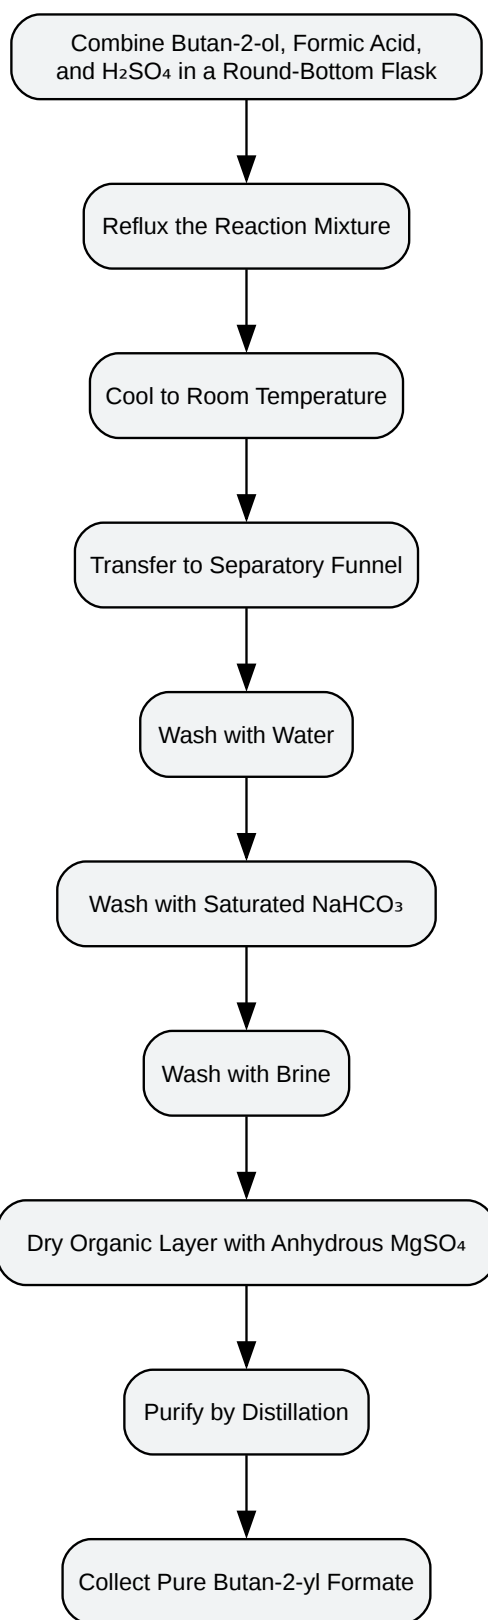 Combine Butan-2-ol, Formic Acid,
and H₂SO₄ in a Round-Bottom Flask
Reflux the Reaction Mixture
Cool to Room Temperature
Transfer to Separatory Funnel
Wash with Water
Wash with Saturated NaHCO₃
Wash with Brine
Dry Organic Layer with Anhydrous MgSO₄
Purify by Distillation
Collect Pure Butan-2-yl Formate